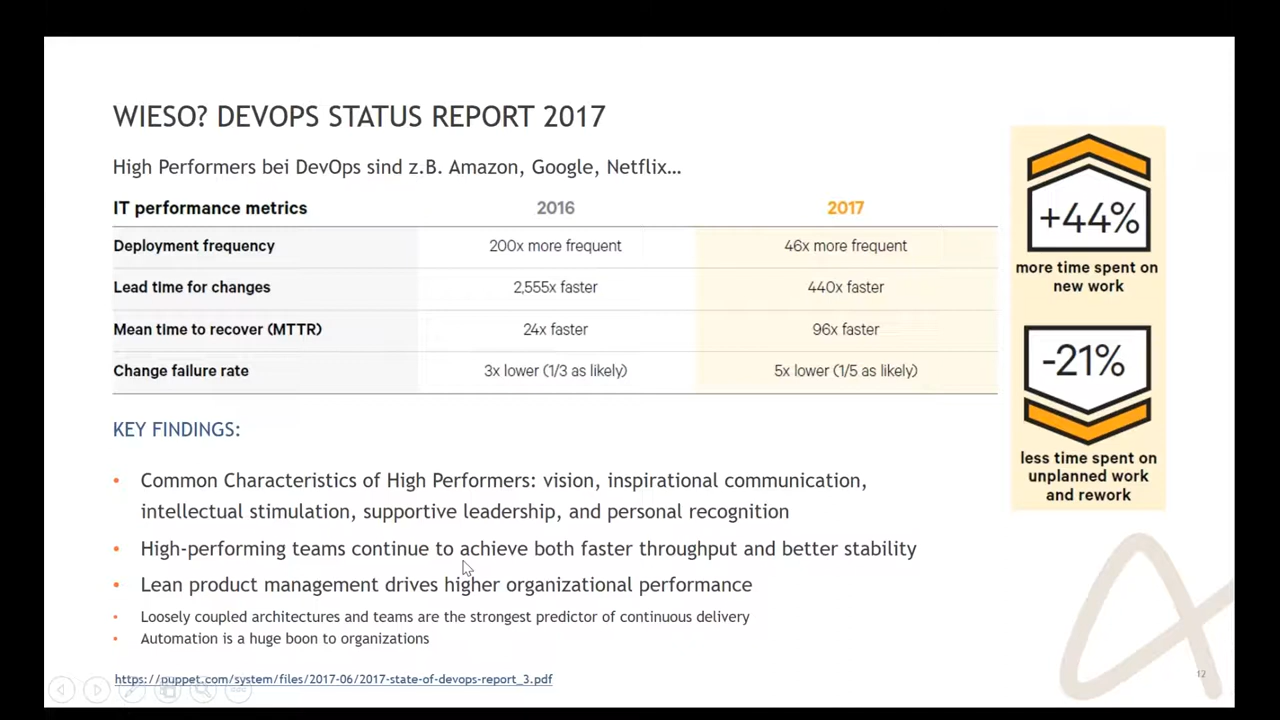 WIESO? DEVOPS STATUS REPORT 2017
High Performers bei DevOps sind z.B. Amazon, Google, Netflix…
IT performance metrics 2016 2017
Deployment frequency 200x more frequent 46x more frequent
Lead time for changes 2,555x faster 440x faster
Mean time to recover (MTTR) 24x faster 96x faster
Change failure rate 3x lower (1/3 as likely) 5x lower (1/5 as likely)
+44%
more time spent on
new work
-21%
less time spent on
unplanned work
and rework
KEY FINDINGS:
• Common Characteristics of High Performers: vision, inspirational communication,
intellectual stimulation, supportive leadership, and personal recognition
• High-performing teams continue to achieve both faster throughput and better stability
• Lean product management drives higher organizational performance
• Loosely coupled architectures and teams are the strongest predictor of continuous delivery
• Automation is a huge boon to organizations
https://puppet.com/system/files/2017-06/2017-state-of-devops-report_3.pdf
12